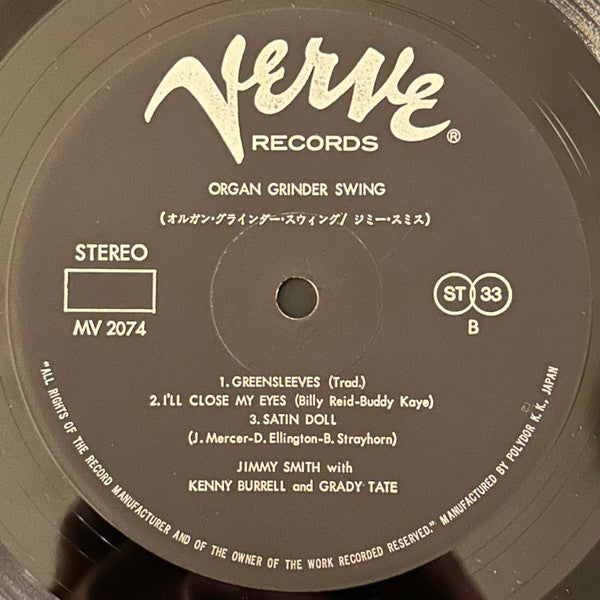 Verve
RECORDS ®
ORGAN GRINDER SWING
(オルガン・グラインダー・スウィング/ ジミー・スミス)
STEREO
MV 2074
ST 33
B
1. GREENSLEEVES (Trad.)
2. I'LL CLOSE MY EYES (Billy Reid-Buddy Kaye)
3. SATIN DOLL
(J. Mercer-D. Ellington-B. Strayhorn)
JIMMY SMITH with
KENNY BURRELL and GRADY TATE
"ALL RIGHTS OF THE RECORD MANUFACTURER AND OF THE OWNER OF THE WORK RECORDED RESERVED." MANUFACTURED BY POLYDOR K. K., JAPAN